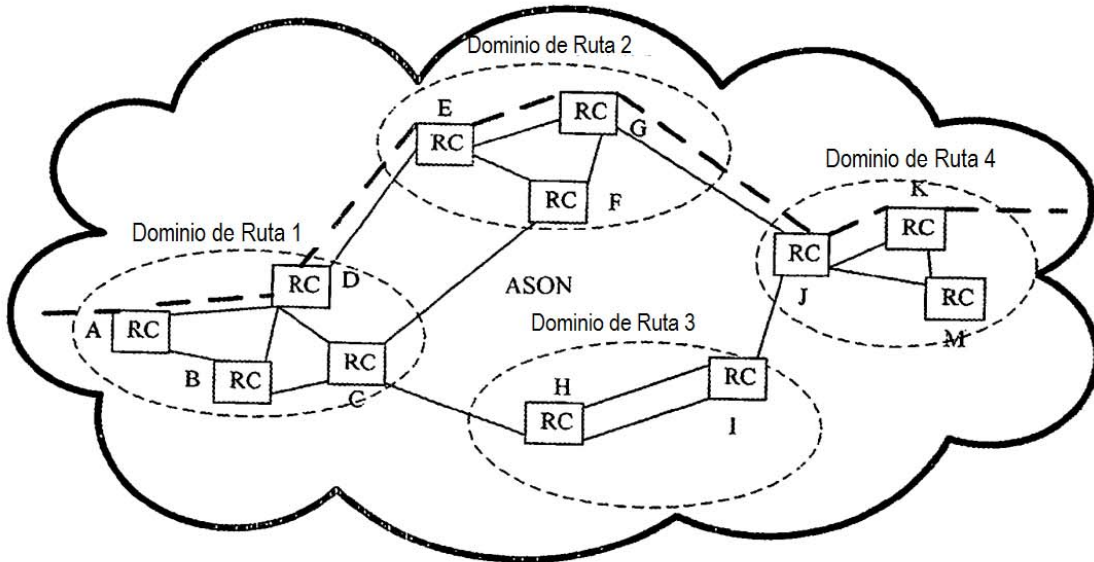 Dominio de Ruta 2
E
RC
RC
G
RC
F
Dominio de Ruta 4
K
RC
RC
J
RC
M
Dominio de Ruta 1
RC
D
A
RC
B
RC
RC
C
ASON
Dominio de Ruta 3
H
RC
RC
I